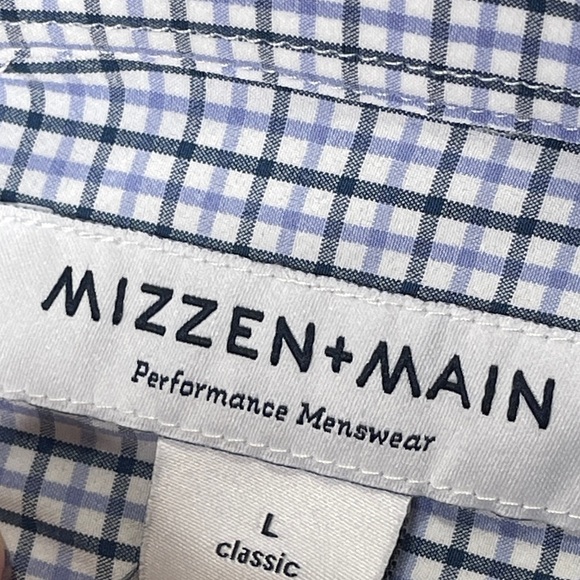 MIZZEN+MAIN
Performance Menswear
L
classic